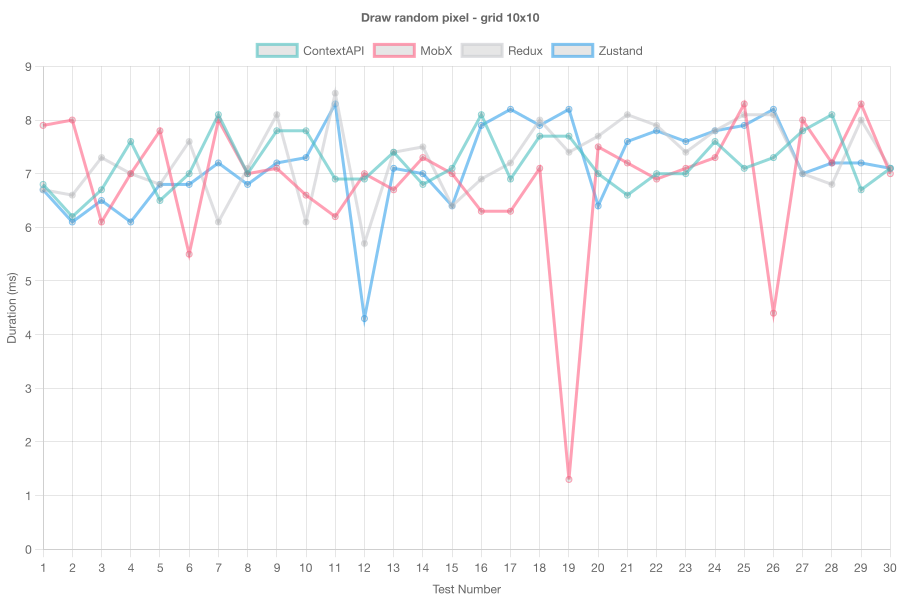 Draw random pixel - grid 10x10
ContextAPI MobX Redux Zustand
9
8
7
6
5
4
3
2
1
0
Duration (ms)
1 2 3 4 5 6 7 8 9 10 11 12 13 14 15 16 17 18 19 20 21 22 23 24 25 26 27 28 29 30
Test Number